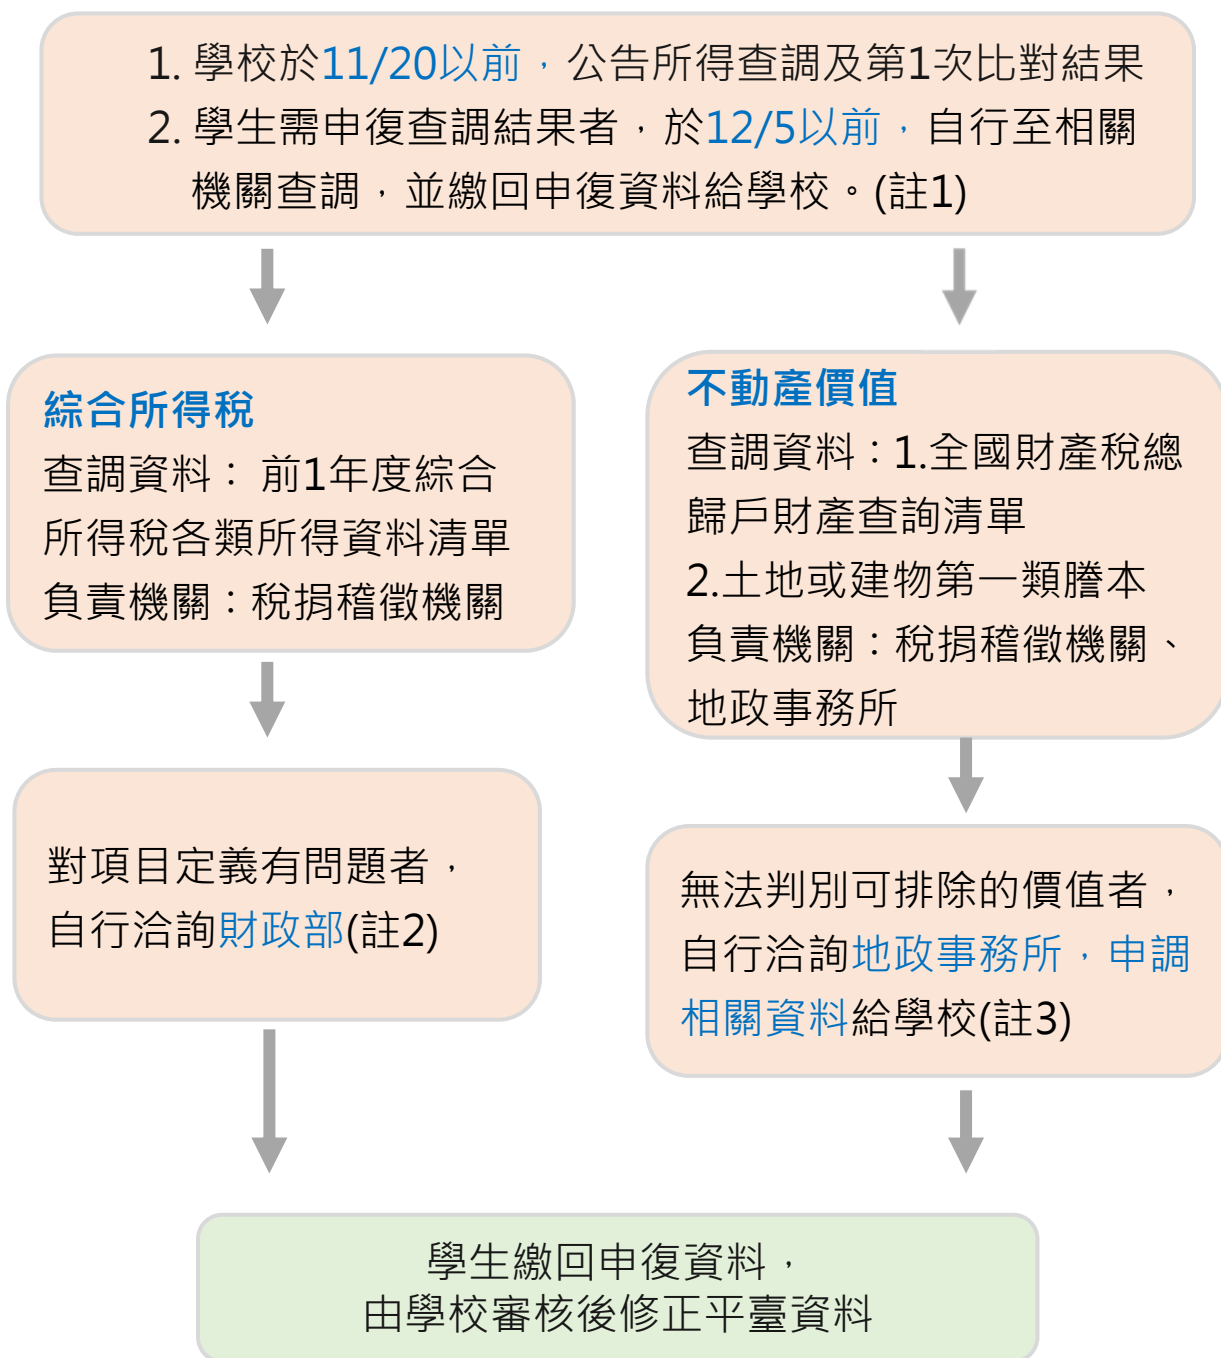 1. 學校於11/20以前，公告所得查調及第1次比對結果
2. 學生需申復查調結果者，於12/5以前，自行至相關
機關查調，並繳回申復資料給學校。(註1)
綜合所得稅
查調資料： 前1年度綜合
所得稅各類所得資料清單
負責機關：稅捐稽徵機關
不動產價值
查調資料：1.全國財產稅總
歸戶財產查詢清單
2.土地或建物第一類謄本
負責機關：稅捐稽徵機關、
地政事務所
對項目定義有問題者，
自行洽詢財政部(註2)
無法判別可排除的價值者，
自行洽詢地政事務所，申調
相關資料給學校(註3)
學生繳回申復資料，
由學校審核後修正平臺資料